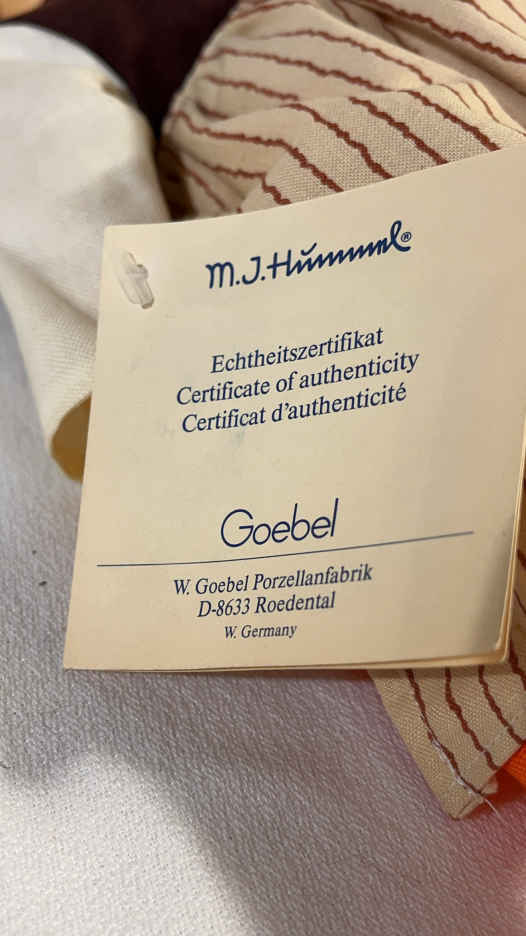 M.J.Hummel®
Echtheitszertifikat
Certificate of authenticity
Certificat d'authenticité
Goebel
W. Goebel Porzellanfabrik
D-8633 Roedental
W. Germany